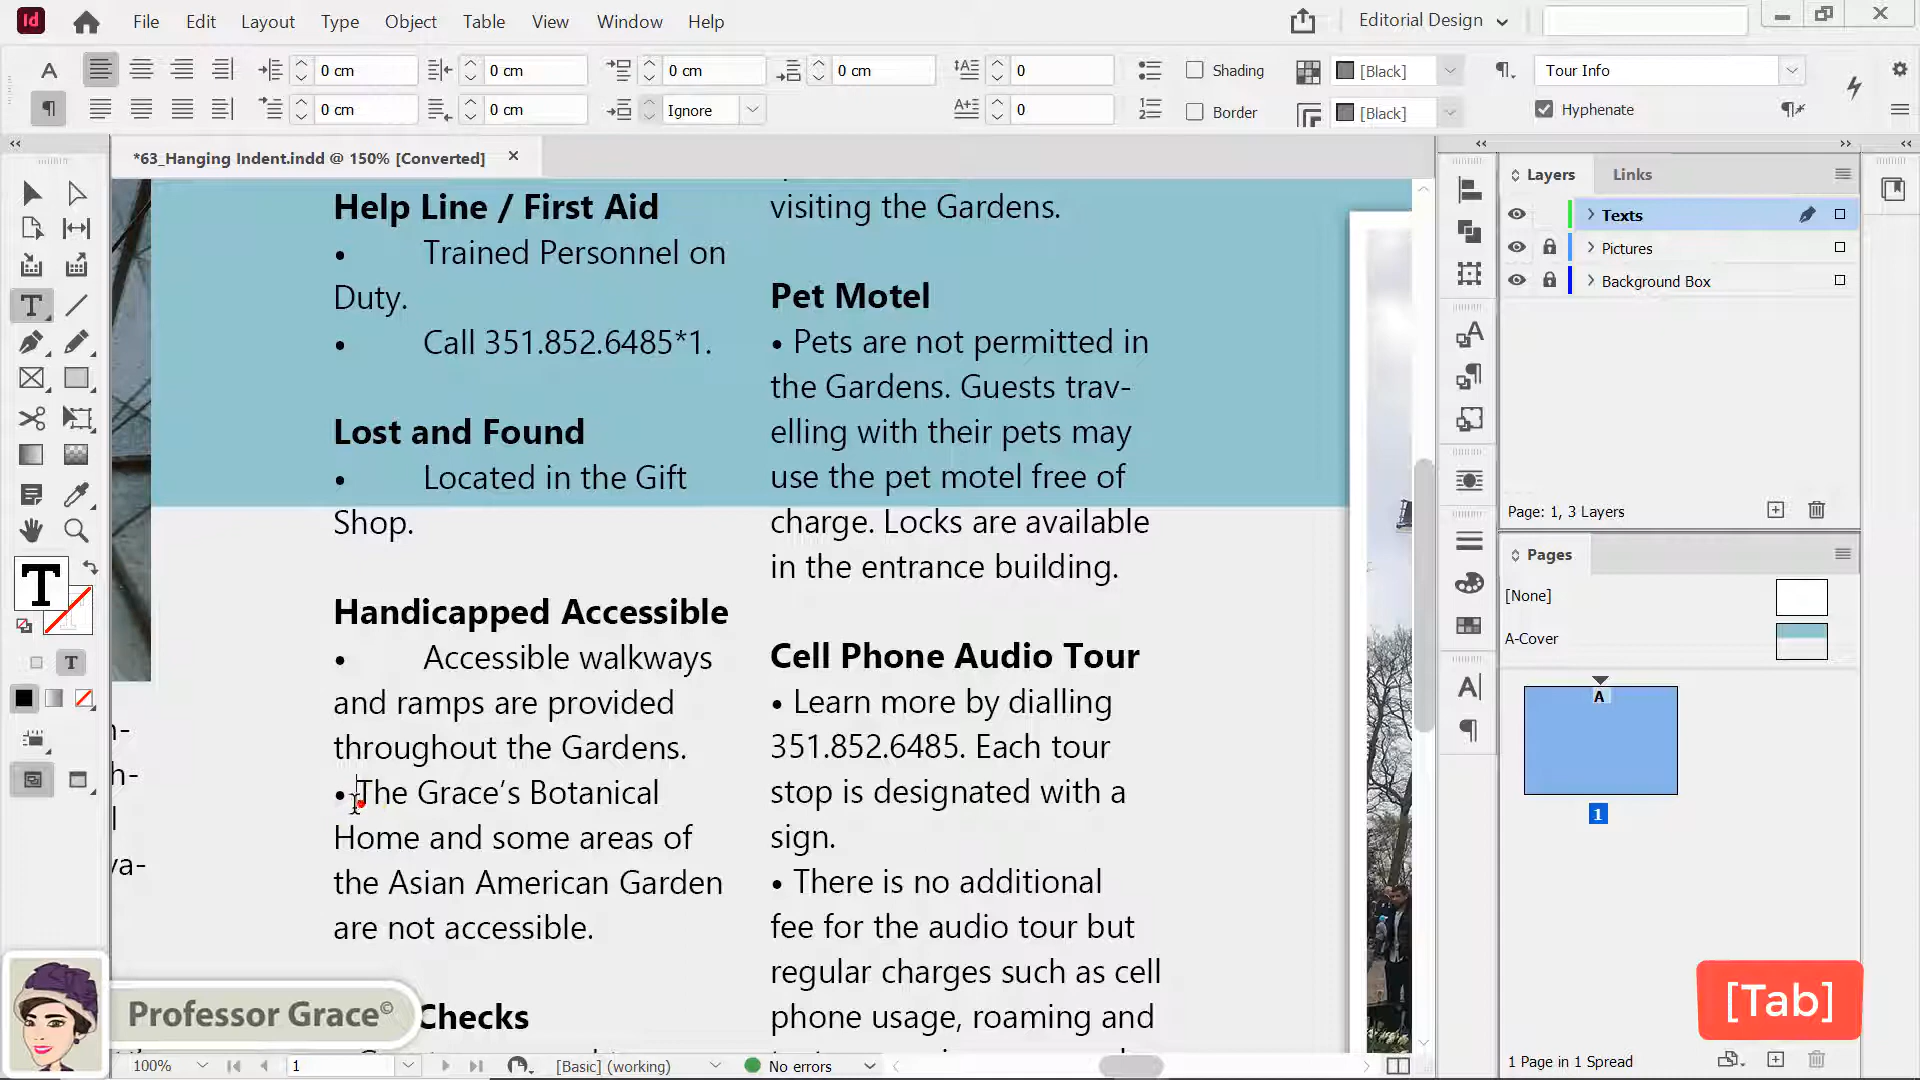 Id
File Edit Layout Type Object Table View Window Help
Editorial Design
A
0 cm
0 cm
0 cm
0 cm
0
Shading
[Black]
Tour Info
0 cm
0 cm
Ignore
0
Border
[Black]
Hyphenate
*63_Hanging Indent.indd @ 150% [Converted]
Help Line / First Aid
• Trained Personnel on
Duty.
• Call 351.852.6485*1.
Lost and Found
• Located in the Gift
Shop.
Handicapped Accessible
• Accessible walkways
and ramps are provided
throughout the Gardens.
• The Grace’s Botanical
Home and some areas of
the Asian American Garden
are not accessible.
Checks
visiting the Gardens.
Pet Motel
• Pets are not permitted in
the Gardens. Guests trav-
elling with their pets may
use the pet motel free of
charge. Locks are available
in the entrance building.
Cell Phone Audio Tour
• Learn more by dialling
351.852.6485. Each tour
stop is designated with a
sign.
• There is no additional
fee for the audio tour but
regular charges such as cell
phone usage, roaming and
Layers Links
Texts
Pictures
Background Box
Page: 1, 3 Layers
Pages
[None]
A-Cover
A
1
1 Page in 1 Spread
[Tab]
Professor Grace©
100%
1
[Basic] (working)
No errors